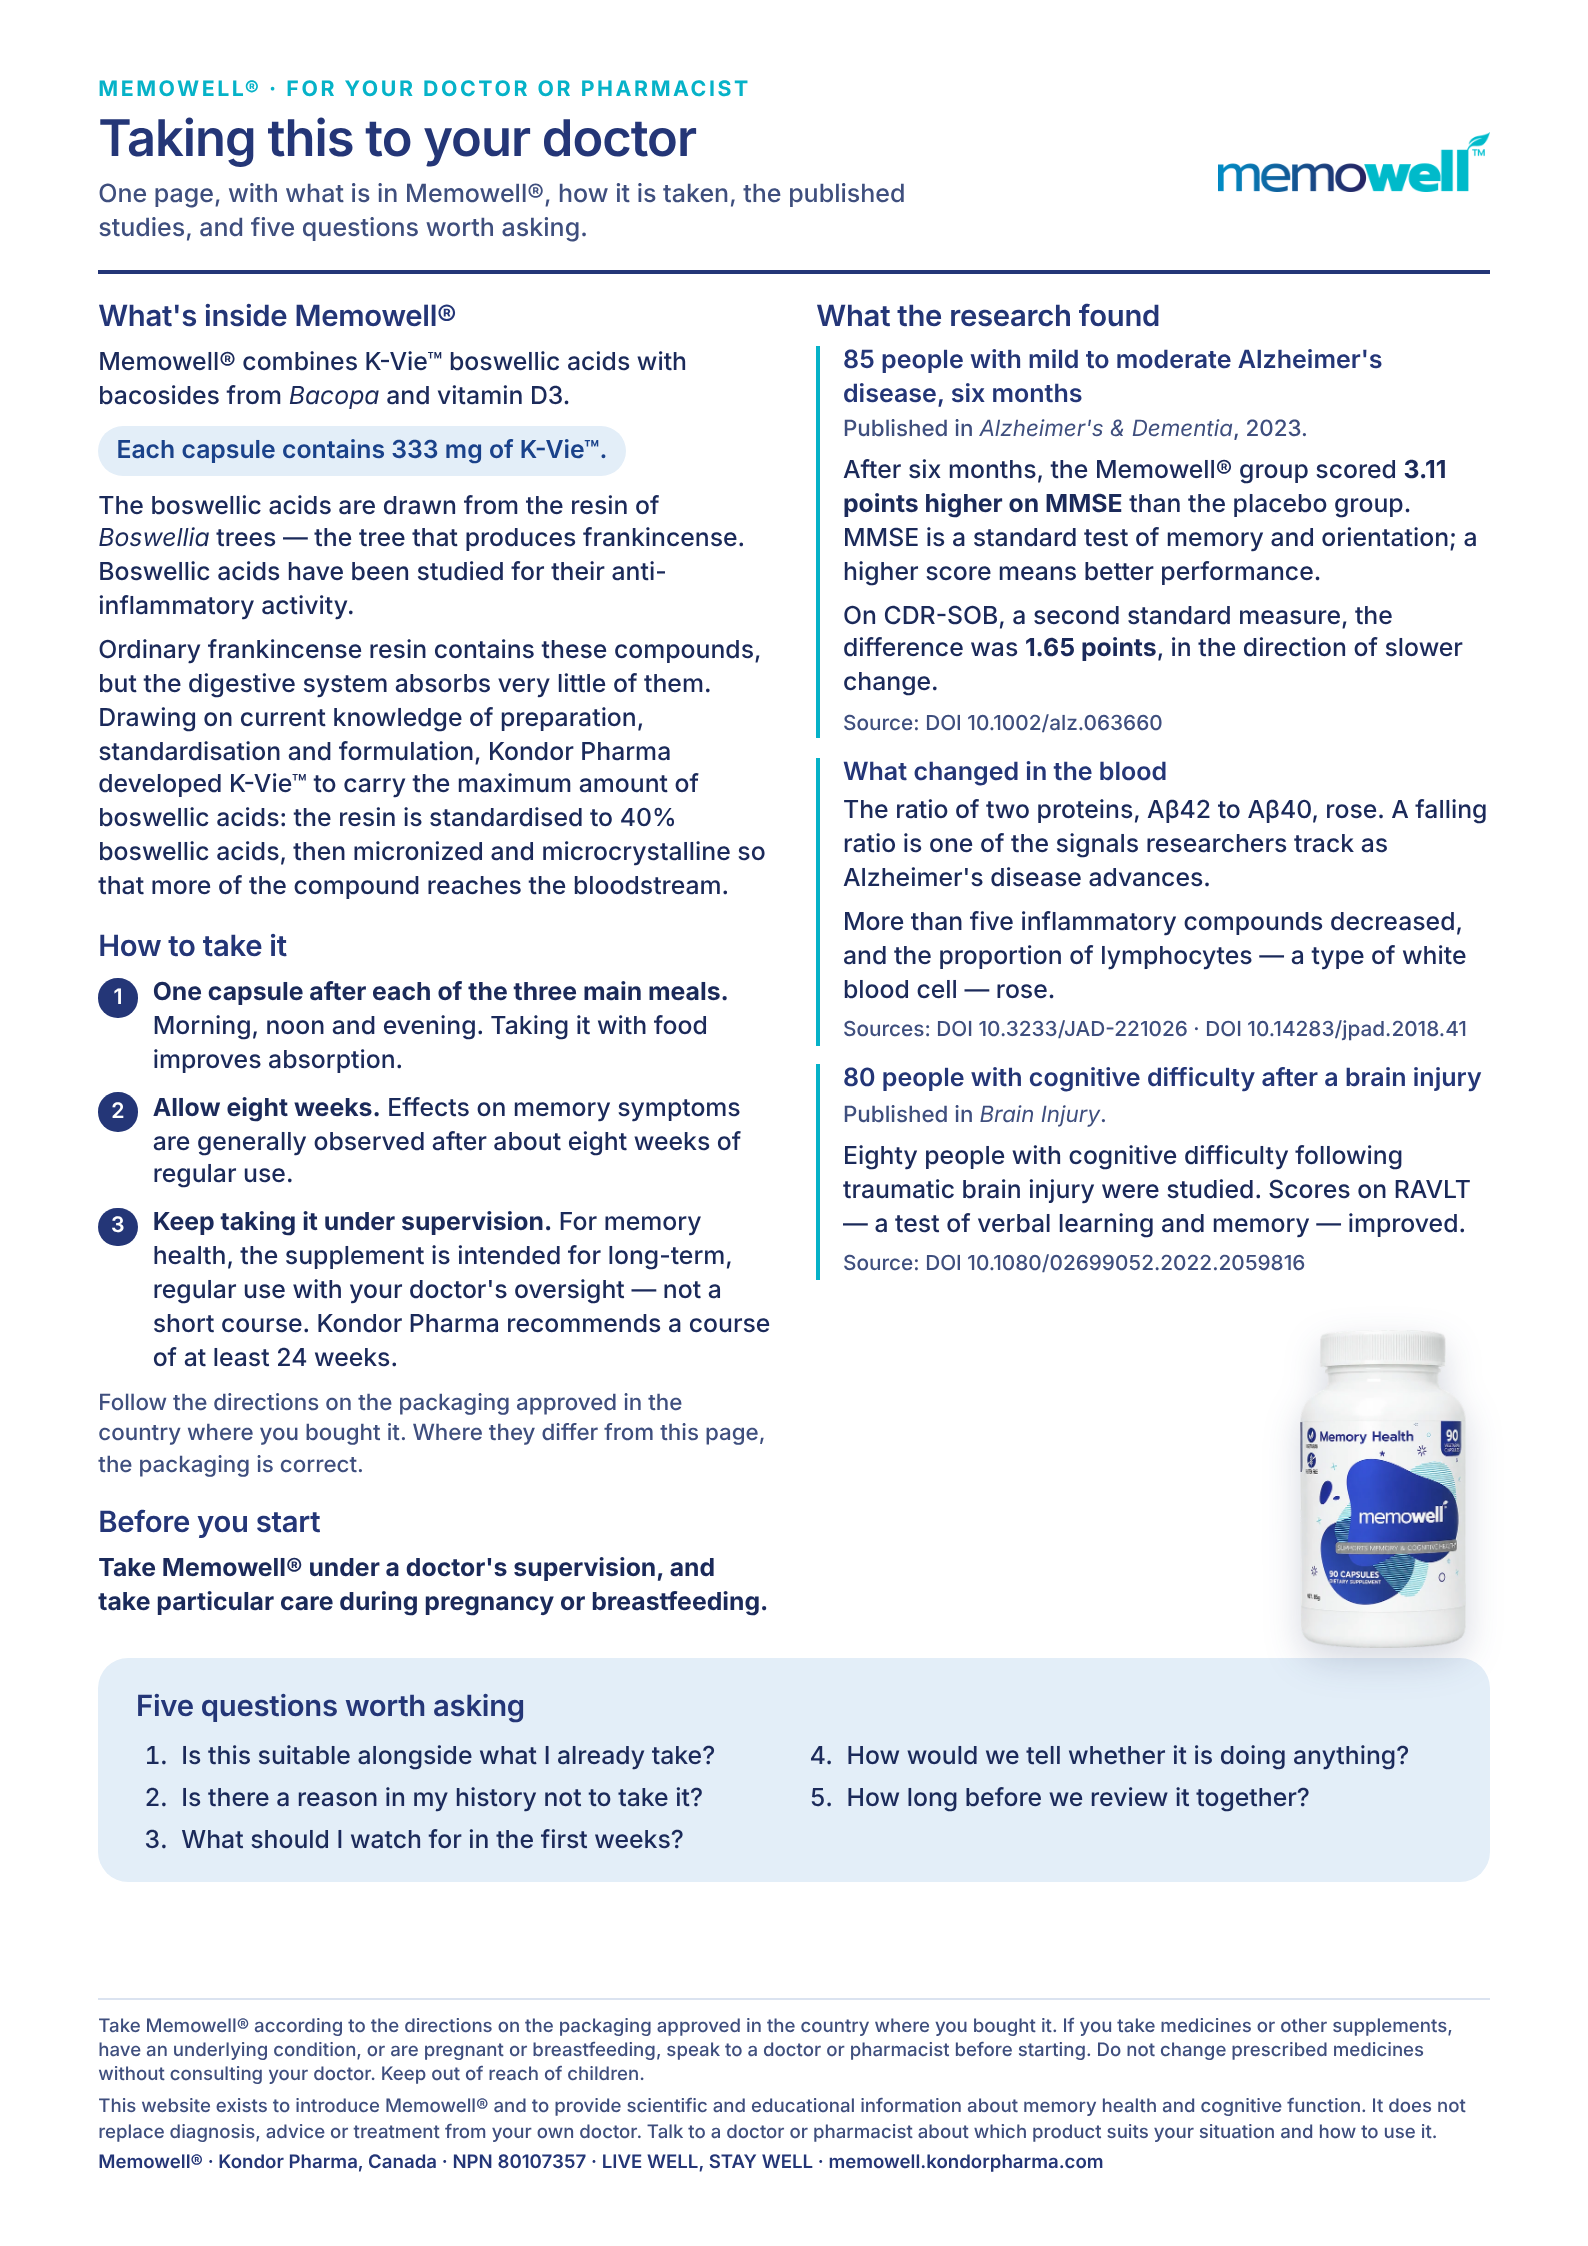 MEMOWELL® · FOR YOUR DOCTOR OR PHARMACIST
Taking this to your doctor
One page, with what is in Memowell®, how it is taken, the published
studies, and five questions worth asking.
memowell™
What's inside Memowell®
Memowell® combines K-Vie™ boswellic acids with
bacosides from Bacopa and vitamin D3.
Each capsule contains 333 mg of K-Vie™.
The boswellic acids are drawn from the resin of
Boswellia trees — the tree that produces frankincense.
Boswellic acids have been studied for their anti-
inflammatory activity.
Ordinary frankincense resin contains these compounds,
but the digestive system absorbs very little of them.
Drawing on current knowledge of preparation,
standardisation and formulation, Kondor Pharma
developed K-Vie™ to carry the maximum amount of
boswellic acids: the resin is standardised to 40%
boswellic acids, then micronized and microcrystalline so
that more of the compound reaches the bloodstream.
How to take it
1 One capsule after each of the three main meals.
Morning, noon and evening. Taking it with food
improves absorption.
2 Allow eight weeks. Effects on memory symptoms
are generally observed after about eight weeks of
regular use.
3 Keep taking it under supervision. For memory
health, the supplement is intended for long-term,
regular use with your doctor's oversight — not a
short course. Kondor Pharma recommends a course
of at least 24 weeks.
Follow the directions on the packaging approved in the
country where you bought it. Where they differ from this page,
the packaging is correct.
Before you start
Take Memowell® under a doctor's supervision, and
take particular care during pregnancy or breastfeeding.
What the research found
85 people with mild to moderate Alzheimer's
disease, six months
Published in Alzheimer's & Dementia, 2023.
After six months, the Memowell® group scored 3.11
points higher on MMSE than the placebo group.
MMSE is a standard test of memory and orientation; a
higher score means better performance.
On CDR-SOB, a second standard measure, the
difference was 1.65 points, in the direction of slower
change.
Source: DOI 10.1002/alz.063660
What changed in the blood
The ratio of two proteins, Aβ42 to Aβ40, rose. A falling
ratio is one of the signals researchers track as
Alzheimer's disease advances.
More than five inflammatory compounds decreased,
and the proportion of lymphocytes — a type of white
blood cell — rose.
Sources: DOI 10.3233/JAD-221026 · DOI 10.14283/jpad.2018.41
80 people with cognitive difficulty after a brain injury
Published in Brain Injury.
Eighty people with cognitive difficulty following
traumatic brain injury were studied. Scores on RAVLT
— a test of verbal learning and memory — improved.
Source: DOI 10.1080/02699052.2022.2059816
Memory Health
90
memowell
SUPPORTS MEMORY & COGNITIVE HEALTH
90 CAPSULES
DIETARY SUPPLEMENT
Five questions worth asking
1. Is this suitable alongside what I already take?
2. Is there a reason in my history not to take it?
3. What should I watch for in the first weeks?
4. How would we tell whether it is doing anything?
5. How long before we review it together?
Take Memowell® according to the directions on the packaging approved in the country where you bought it. If you take medicines or other supplements,
have an underlying condition, or are pregnant or breastfeeding, speak to a doctor or pharmacist before starting. Do not change prescribed medicines
without consulting your doctor. Keep out of reach of children.
This website exists to introduce Memowell® and to provide scientific and educational information about memory health and cognitive function. It does not
replace diagnosis, advice or treatment from your own doctor. Talk to a doctor or pharmacist about which product suits your situation and how to use it.
Memowell® · Kondor Pharma, Canada · NPN 80107357 · LIVE WELL, STAY WELL · memowell.kondorpharma.com